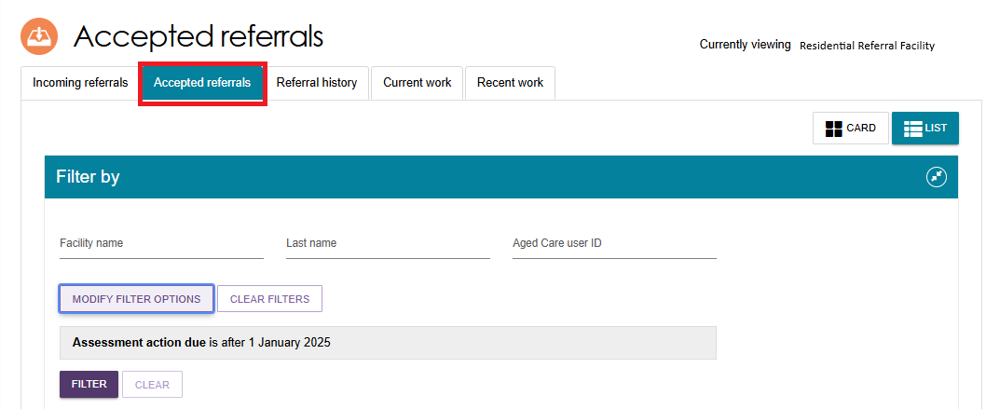 Accepted referrals
Currently viewing Residential Referral Facility
Incoming referrals Accepted referrals Referral history Current work Recent work
CARD LIST
Filter by
Facility name Last name Aged Care user ID
MODIFY FILTER OPTIONS CLEAR FILTERS
Assessment action due is after 1 January 2025
FILTER CLEAR